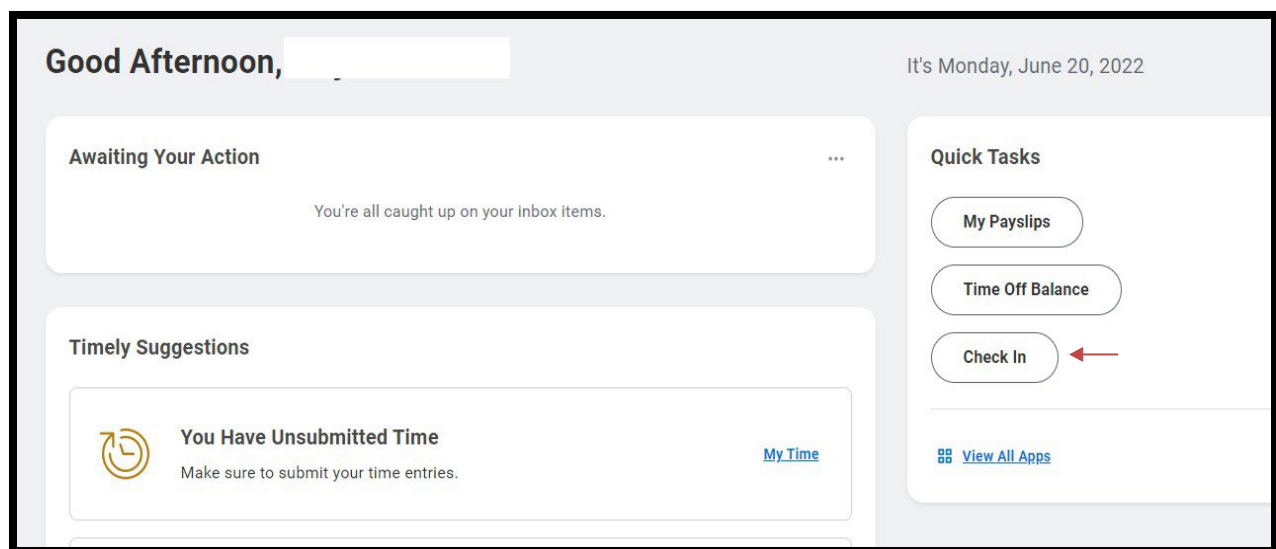 Good Afternoon,
It's Monday, June 20, 2022
Awaiting Your Action
You're all caught up on your inbox items.
Timely Suggestions
You Have Unsubmitted Time
Make sure to submit your time entries.
My Time
Quick Tasks
My Payslips
Time Off Balance
Check In
View All Apps